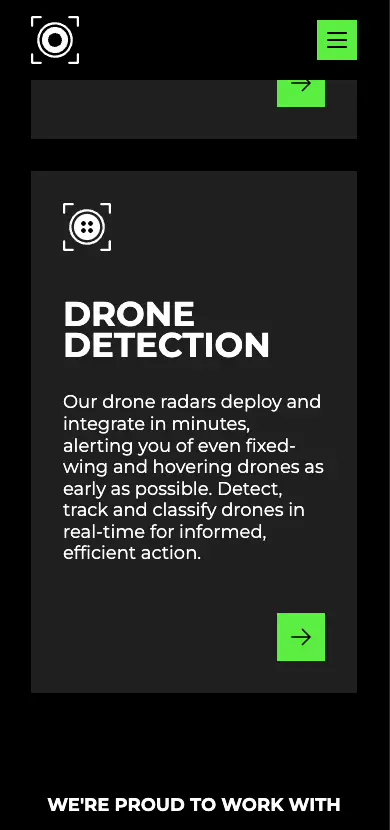 DRONE
DETECTION
Our drone radars deploy and
integrate in minutes,
alerting you of even fixed-
wing and hovering drones as
early as possible. Detect,
track and classify drones in
real-time for informed,
efficient action.
WE'RE PROUD TO WORK WITH